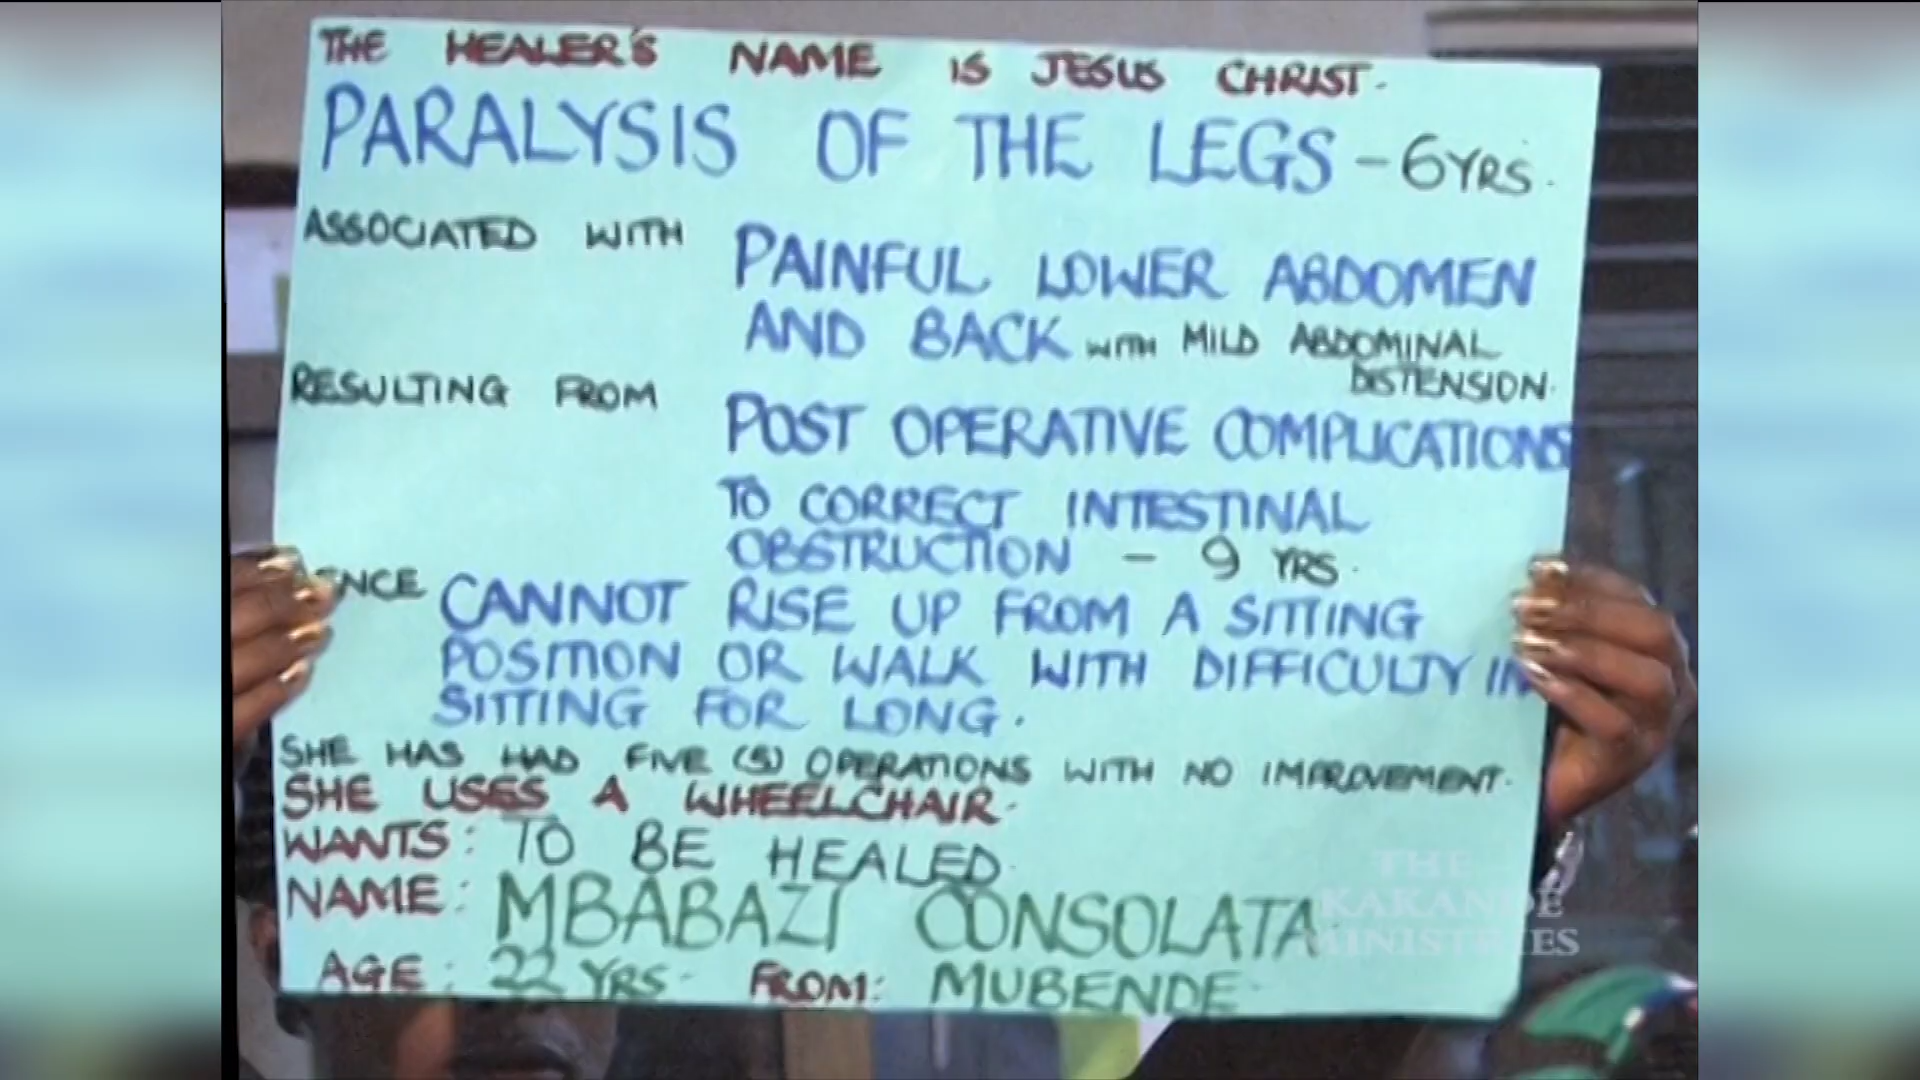 THE HEALER'S NAME IS JESUS CHRIST.
PARALYSIS OF THE LEGS - 6YRS.
ASSOCIATED WITH PAINFUL LOWER ABDOMEN
AND BACK WITH MILD ABDOMINAL
DISTENSION.
RESULTING FROM POST OPERATIVE COMPLICATIONS
TO CORRECT INTESTINAL
OBSTRUCTION - 9 YRS.
CANNOT RISE UP FROM A SITTING
POSITION OR WALK WITH DIFFICULTY IN
SITTING FOR LONG.
SHE HAS HAD FIVE (5) OPERATIONS WITH NO IMPROVEMENT.
SHE USES A WHEELCHAIR.
WANTS: TO BE HEALED.
NAME: MBABAZI CONSOLATA
AGE: 22 YRS. FROM: MUBENDE
THE
KAKANDE
MINISTRIES